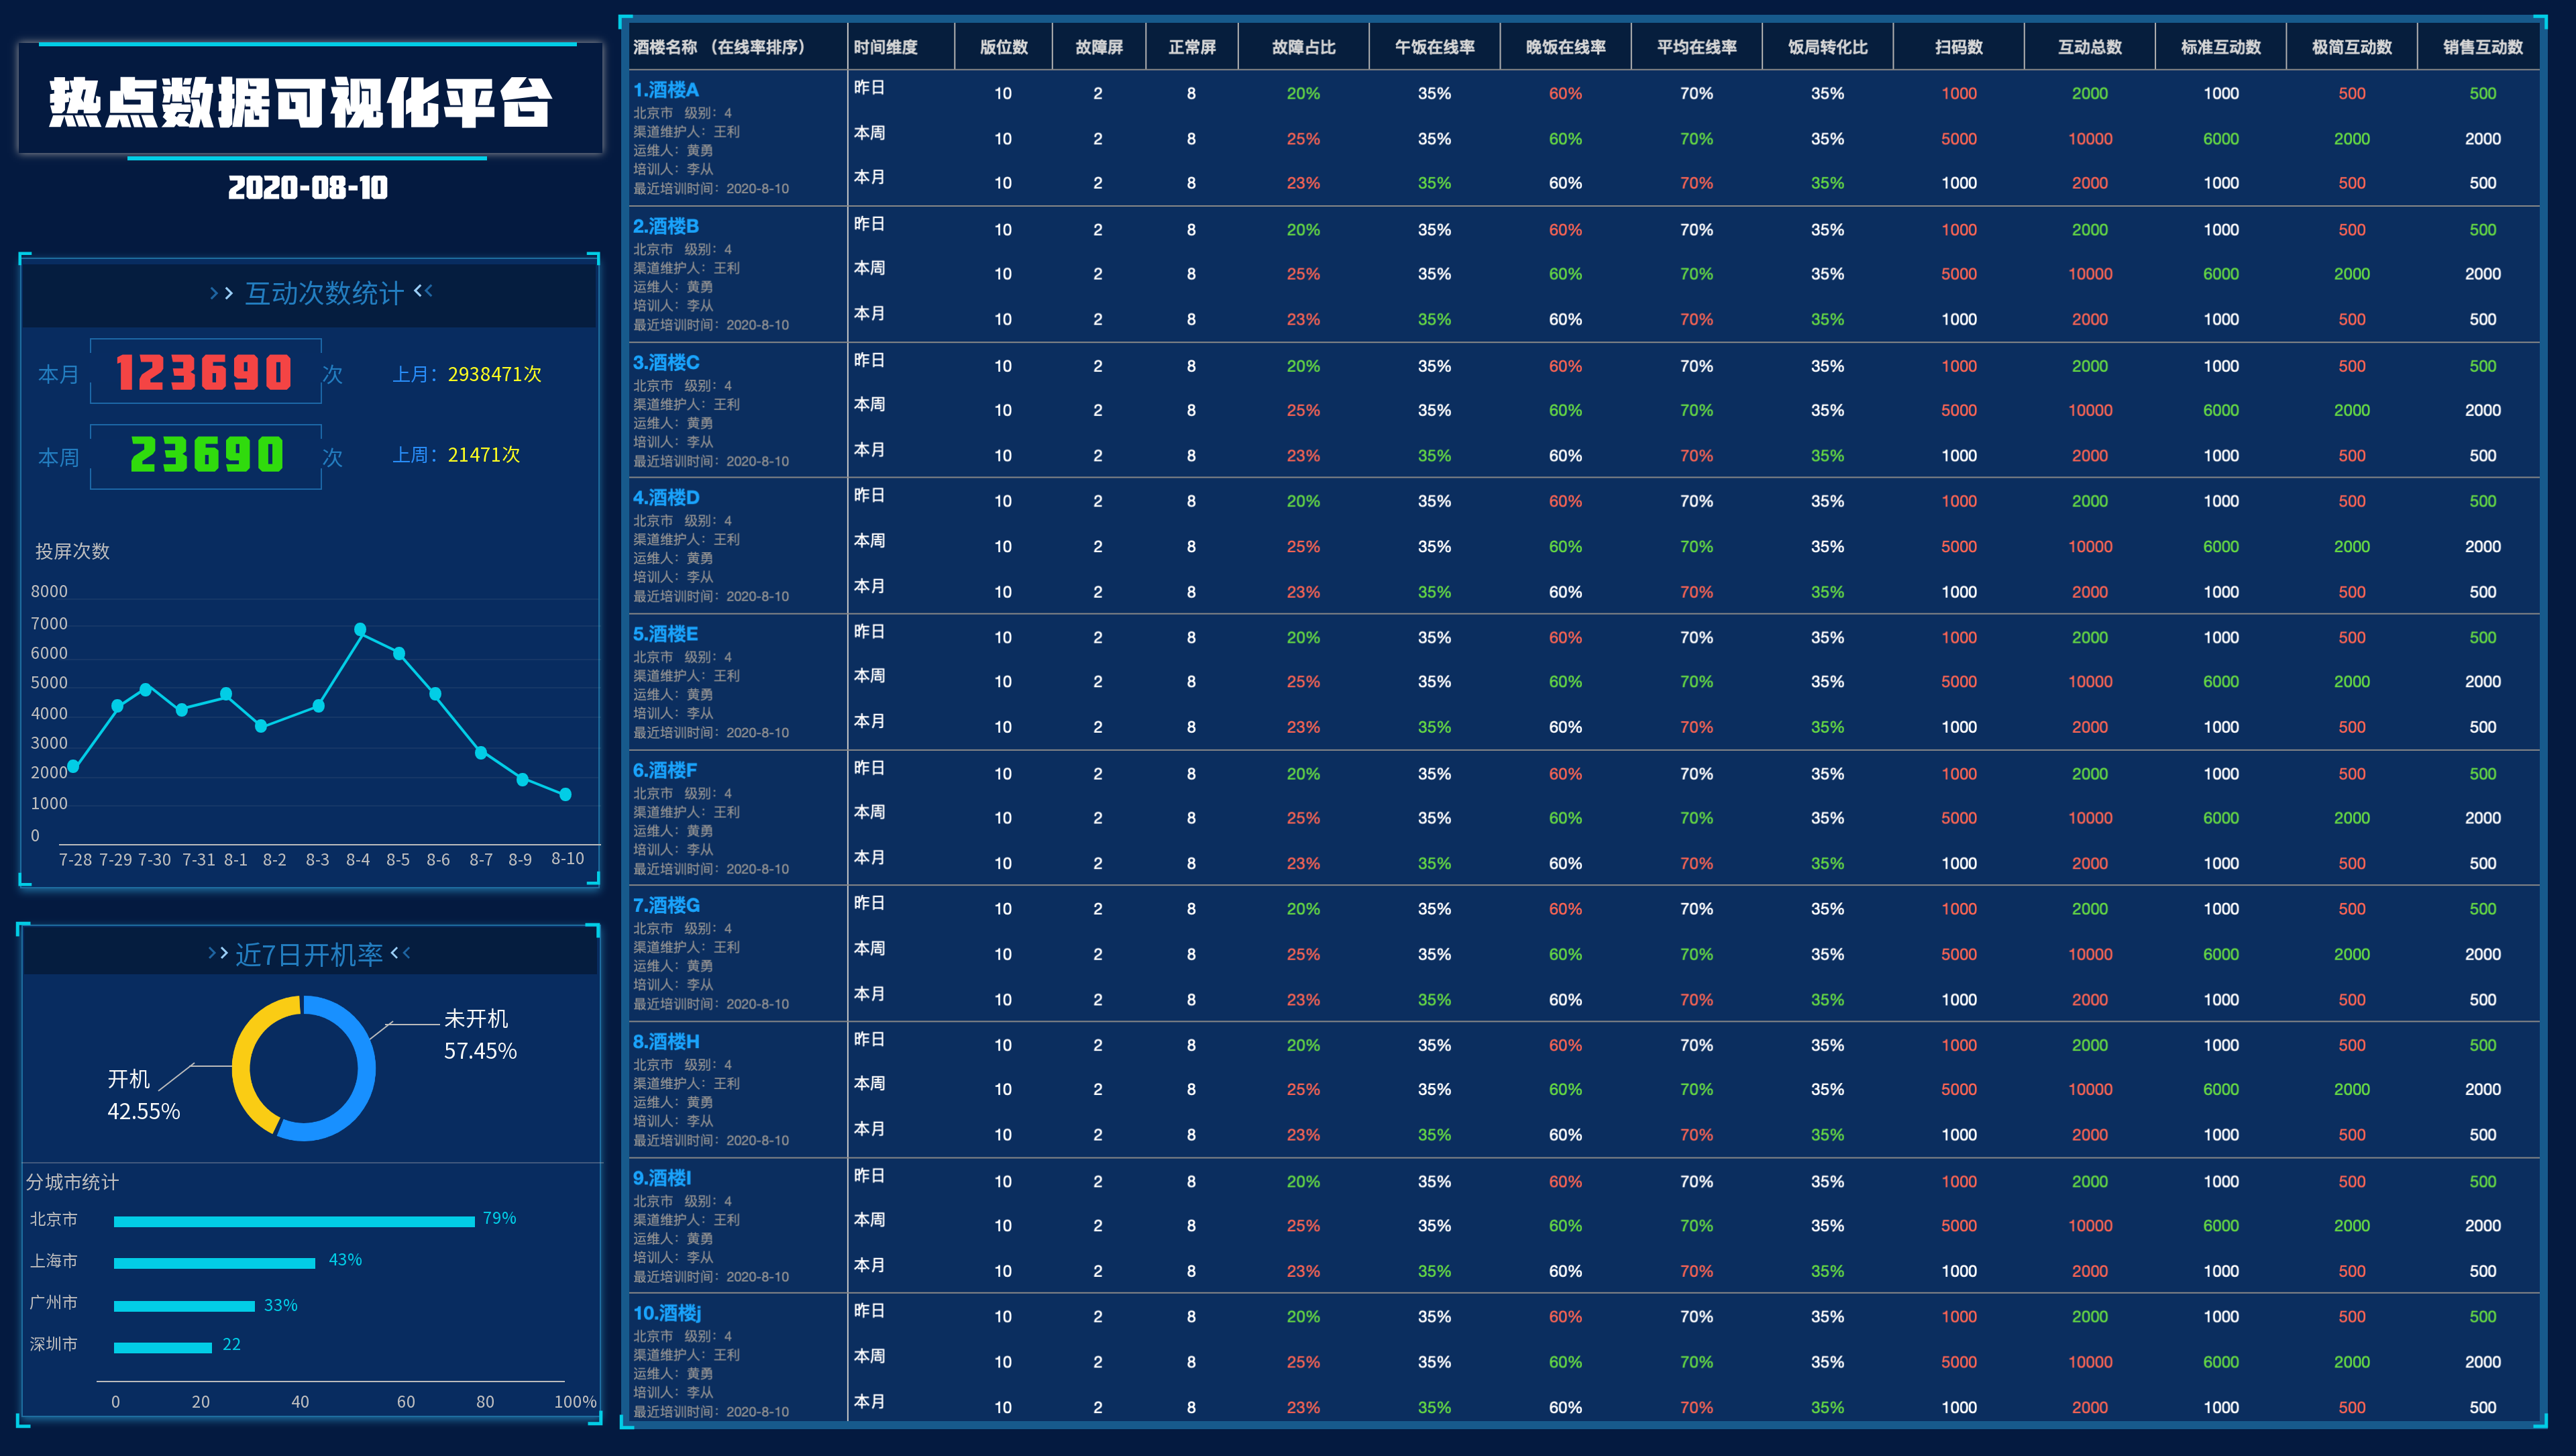 热点数据可视化平台
2020-08-10
互动次数统计
本月 123690 次 上月：2938471次
本周 23690 次 上周：21471次
投屏次数
8000
7000
6000
5000
4000
3000
2000
1000
0
7-28 7-29 7-30 7-31 8-1 8-2 8-3 8-4 8-5 8-6 8-7 8-9 8-10
近7日开机率
未开机
57.45%
开机
42.55%
分城市统计
北京市 79%
上海市 43%
广州市 33%
深圳市 22
0 20 40 60 80 100%
酒楼名称 （在线率排序） 时间维度 版位数 故障屏 正常屏 故障占比 午饭在线率 晚饭在线率 平均在线率 饭局转化比 扫码数 互动总数 标准互动数 极简互动数 销售互动数
1.酒楼A
北京市 级别：4
渠道维护人：王利
运维人：黄勇
培训人：李从
最近培训时间：2020-8-10
昨日 10 2 8 20% 35% 60% 70% 35% 1000 2000 1000 500 500
本周 10 2 8 25% 35% 60% 70% 35% 5000 10000 6000 2000 2000
本月 10 2 8 23% 35% 60% 70% 35% 1000 2000 1000 500 500
2.酒楼B
北京市 级别：4
渠道维护人：王利
运维人：黄勇
培训人：李从
最近培训时间：2020-8-10
昨日 10 2 8 20% 35% 60% 70% 35% 1000 2000 1000 500 500
本周 10 2 8 25% 35% 60% 70% 35% 5000 10000 6000 2000 2000
本月 10 2 8 23% 35% 60% 70% 35% 1000 2000 1000 500 500
3.酒楼C
北京市 级别：4
渠道维护人：王利
运维人：黄勇
培训人：李从
最近培训时间：2020-8-10
昨日 10 2 8 20% 35% 60% 70% 35% 1000 2000 1000 500 500
本周 10 2 8 25% 35% 60% 70% 35% 5000 10000 6000 2000 2000
本月 10 2 8 23% 35% 60% 70% 35% 1000 2000 1000 500 500
4.酒楼D
北京市 级别：4
渠道维护人：王利
运维人：黄勇
培训人：李从
最近培训时间：2020-8-10
昨日 10 2 8 20% 35% 60% 70% 35% 1000 2000 1000 500 500
本周 10 2 8 25% 35% 60% 70% 35% 5000 10000 6000 2000 2000
本月 10 2 8 23% 35% 60% 70% 35% 1000 2000 1000 500 500
5.酒楼E
北京市 级别：4
渠道维护人：王利
运维人：黄勇
培训人：李从
最近培训时间：2020-8-10
昨日 10 2 8 20% 35% 60% 70% 35% 1000 2000 1000 500 500
本周 10 2 8 25% 35% 60% 70% 35% 5000 10000 6000 2000 2000
本月 10 2 8 23% 35% 60% 70% 35% 1000 2000 1000 500 500
6.酒楼F
北京市 级别：4
渠道维护人：王利
运维人：黄勇
培训人：李从
最近培训时间：2020-8-10
昨日 10 2 8 20% 35% 60% 70% 35% 1000 2000 1000 500 500
本周 10 2 8 25% 35% 60% 70% 35% 5000 10000 6000 2000 2000
本月 10 2 8 23% 35% 60% 70% 35% 1000 2000 1000 500 500
7.酒楼G
北京市 级别：4
渠道维护人：王利
运维人：黄勇
培训人：李从
最近培训时间：2020-8-10
昨日 10 2 8 20% 35% 60% 70% 35% 1000 2000 1000 500 500
本周 10 2 8 25% 35% 60% 70% 35% 5000 10000 6000 2000 2000
本月 10 2 8 23% 35% 60% 70% 35% 1000 2000 1000 500 500
8.酒楼H
北京市 级别：4
渠道维护人：王利
运维人：黄勇
培训人：李从
最近培训时间：2020-8-10
昨日 10 2 8 20% 35% 60% 70% 35% 1000 2000 1000 500 500
本周 10 2 8 25% 35% 60% 70% 35% 5000 10000 6000 2000 2000
本月 10 2 8 23% 35% 60% 70% 35% 1000 2000 1000 500 500
9.酒楼I
北京市 级别：4
渠道维护人：王利
运维人：黄勇
培训人：李从
最近培训时间：2020-8-10
昨日 10 2 8 20% 35% 60% 70% 35% 1000 2000 1000 500 500
本周 10 2 8 25% 35% 60% 70% 35% 5000 10000 6000 2000 2000
本月 10 2 8 23% 35% 60% 70% 35% 1000 2000 1000 500 500
10.酒楼j
北京市 级别：4
渠道维护人：王利
运维人：黄勇
培训人：李从
最近培训时间：2020-8-10
昨日 10 2 8 20% 35% 60% 70% 35% 1000 2000 1000 500 500
本周 10 2 8 25% 35% 60% 70% 35% 5000 10000 6000 2000 2000
本月 10 2 8 23% 35% 60% 70% 35% 1000 2000 1000 500 500